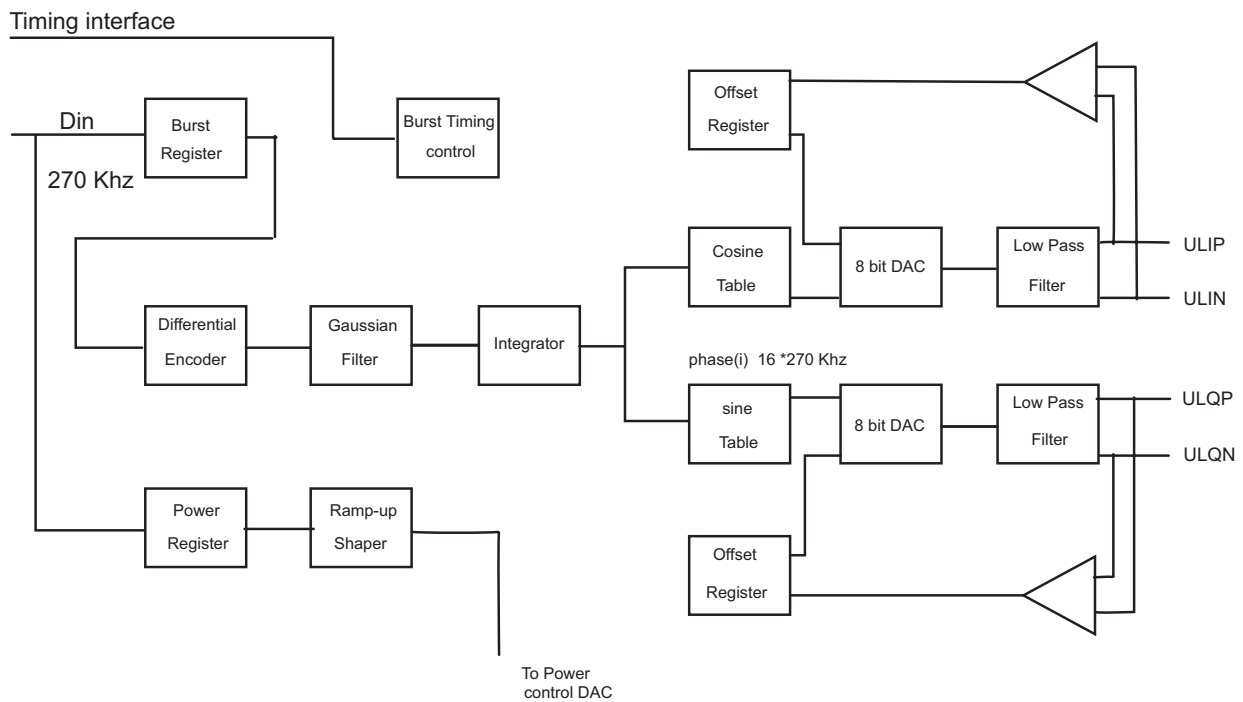 Timing interface
Din
270 Khz
Burst
Register
Burst Timing
control
Offset
Register
Cosine
Table
8 bit DAC
Low Pass
Filter
ULIP
ULIN
Differential
Encoder
Gaussian
Filter
Integrator
phase(i) 16 *270 Khz
sine
Table
8 bit DAC
Low Pass
Filter
ULQP
ULQN
Power
Register
Ramp-up
Shaper
Offset
Register
To Power
control DAC